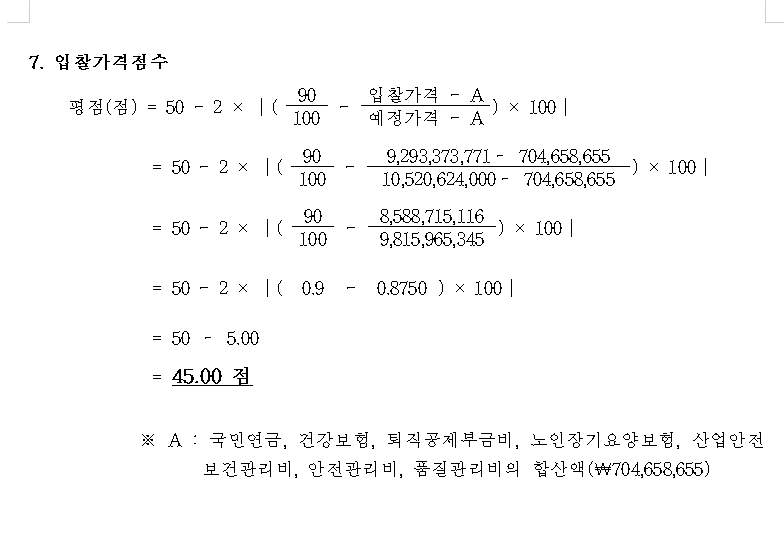 7. 입찰가격점수
평점(점) = 50 - 2 × | ( 90/100 - 입찰가격 - A/예정가격 - A ) × 100 |
= 50 - 2 × | ( 90/100 - 9,293,373,771 - 704,658,655/10,520,624,000 - 704,658,655 ) × 100 |
= 50 - 2 × | ( 90/100 - 8,588,715,116/9,815,965,345 ) × 100 |
= 50 - 2 × | ( 0.9 - 0.8750 ) × 100 |
= 50 - 5.00
= 45.00 점
※ A : 국민연금, 건강보험, 퇴직공제부금비, 노인장기요양보험, 산업안전
보건관리비, 안전관리비, 품질관리비의 합산액(₩704,658,655)